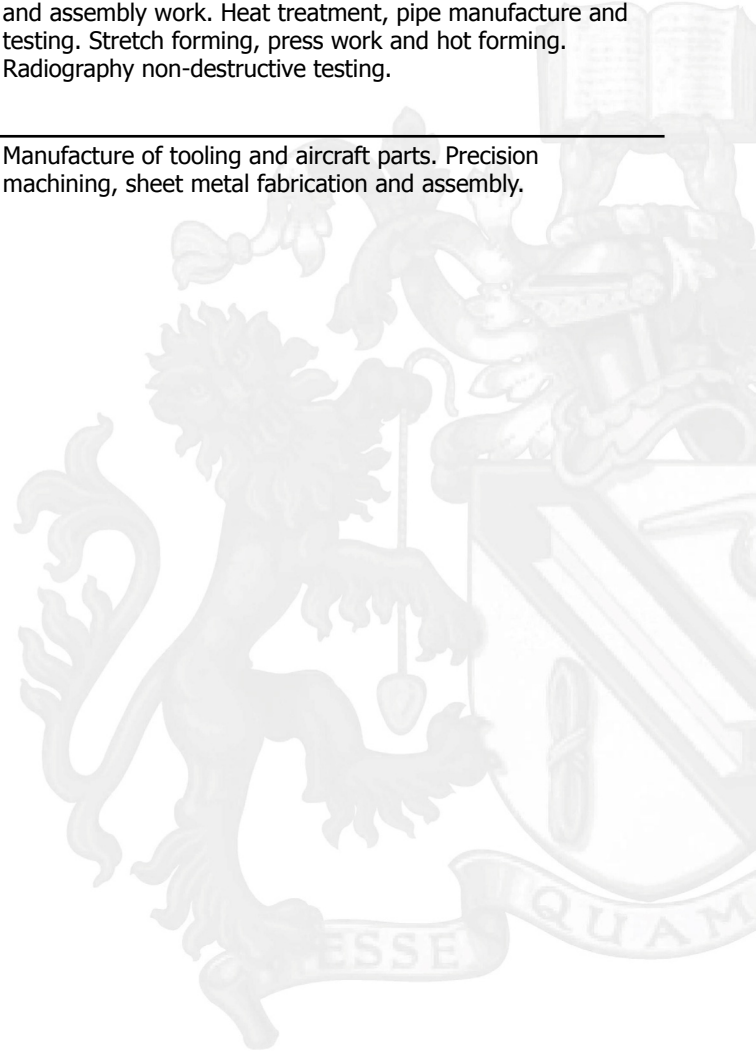 and assembly work. Heat treatment, pipe manufacture and
testing. Stretch forming, press work and hot forming.
Radiography non-destructive testing.
Manufacture of tooling and aircraft parts. Precision
machining, sheet metal fabrication and assembly.
ESSE
QUAM